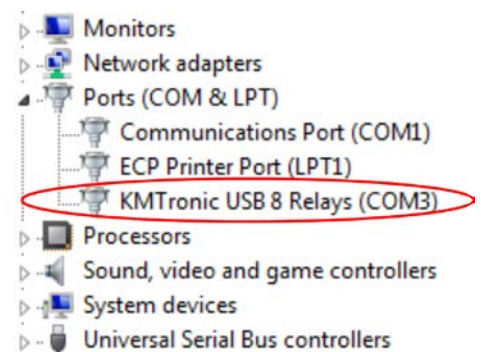 Monitors
Network adapters
Ports (COM & LPT)
Communications Port (COM1)
ECP Printer Port (LPT1)
KMTronic USB 8 Relays (COM3)
Processors
Sound, video and game controllers
System devices
Universal Serial Bus controllers